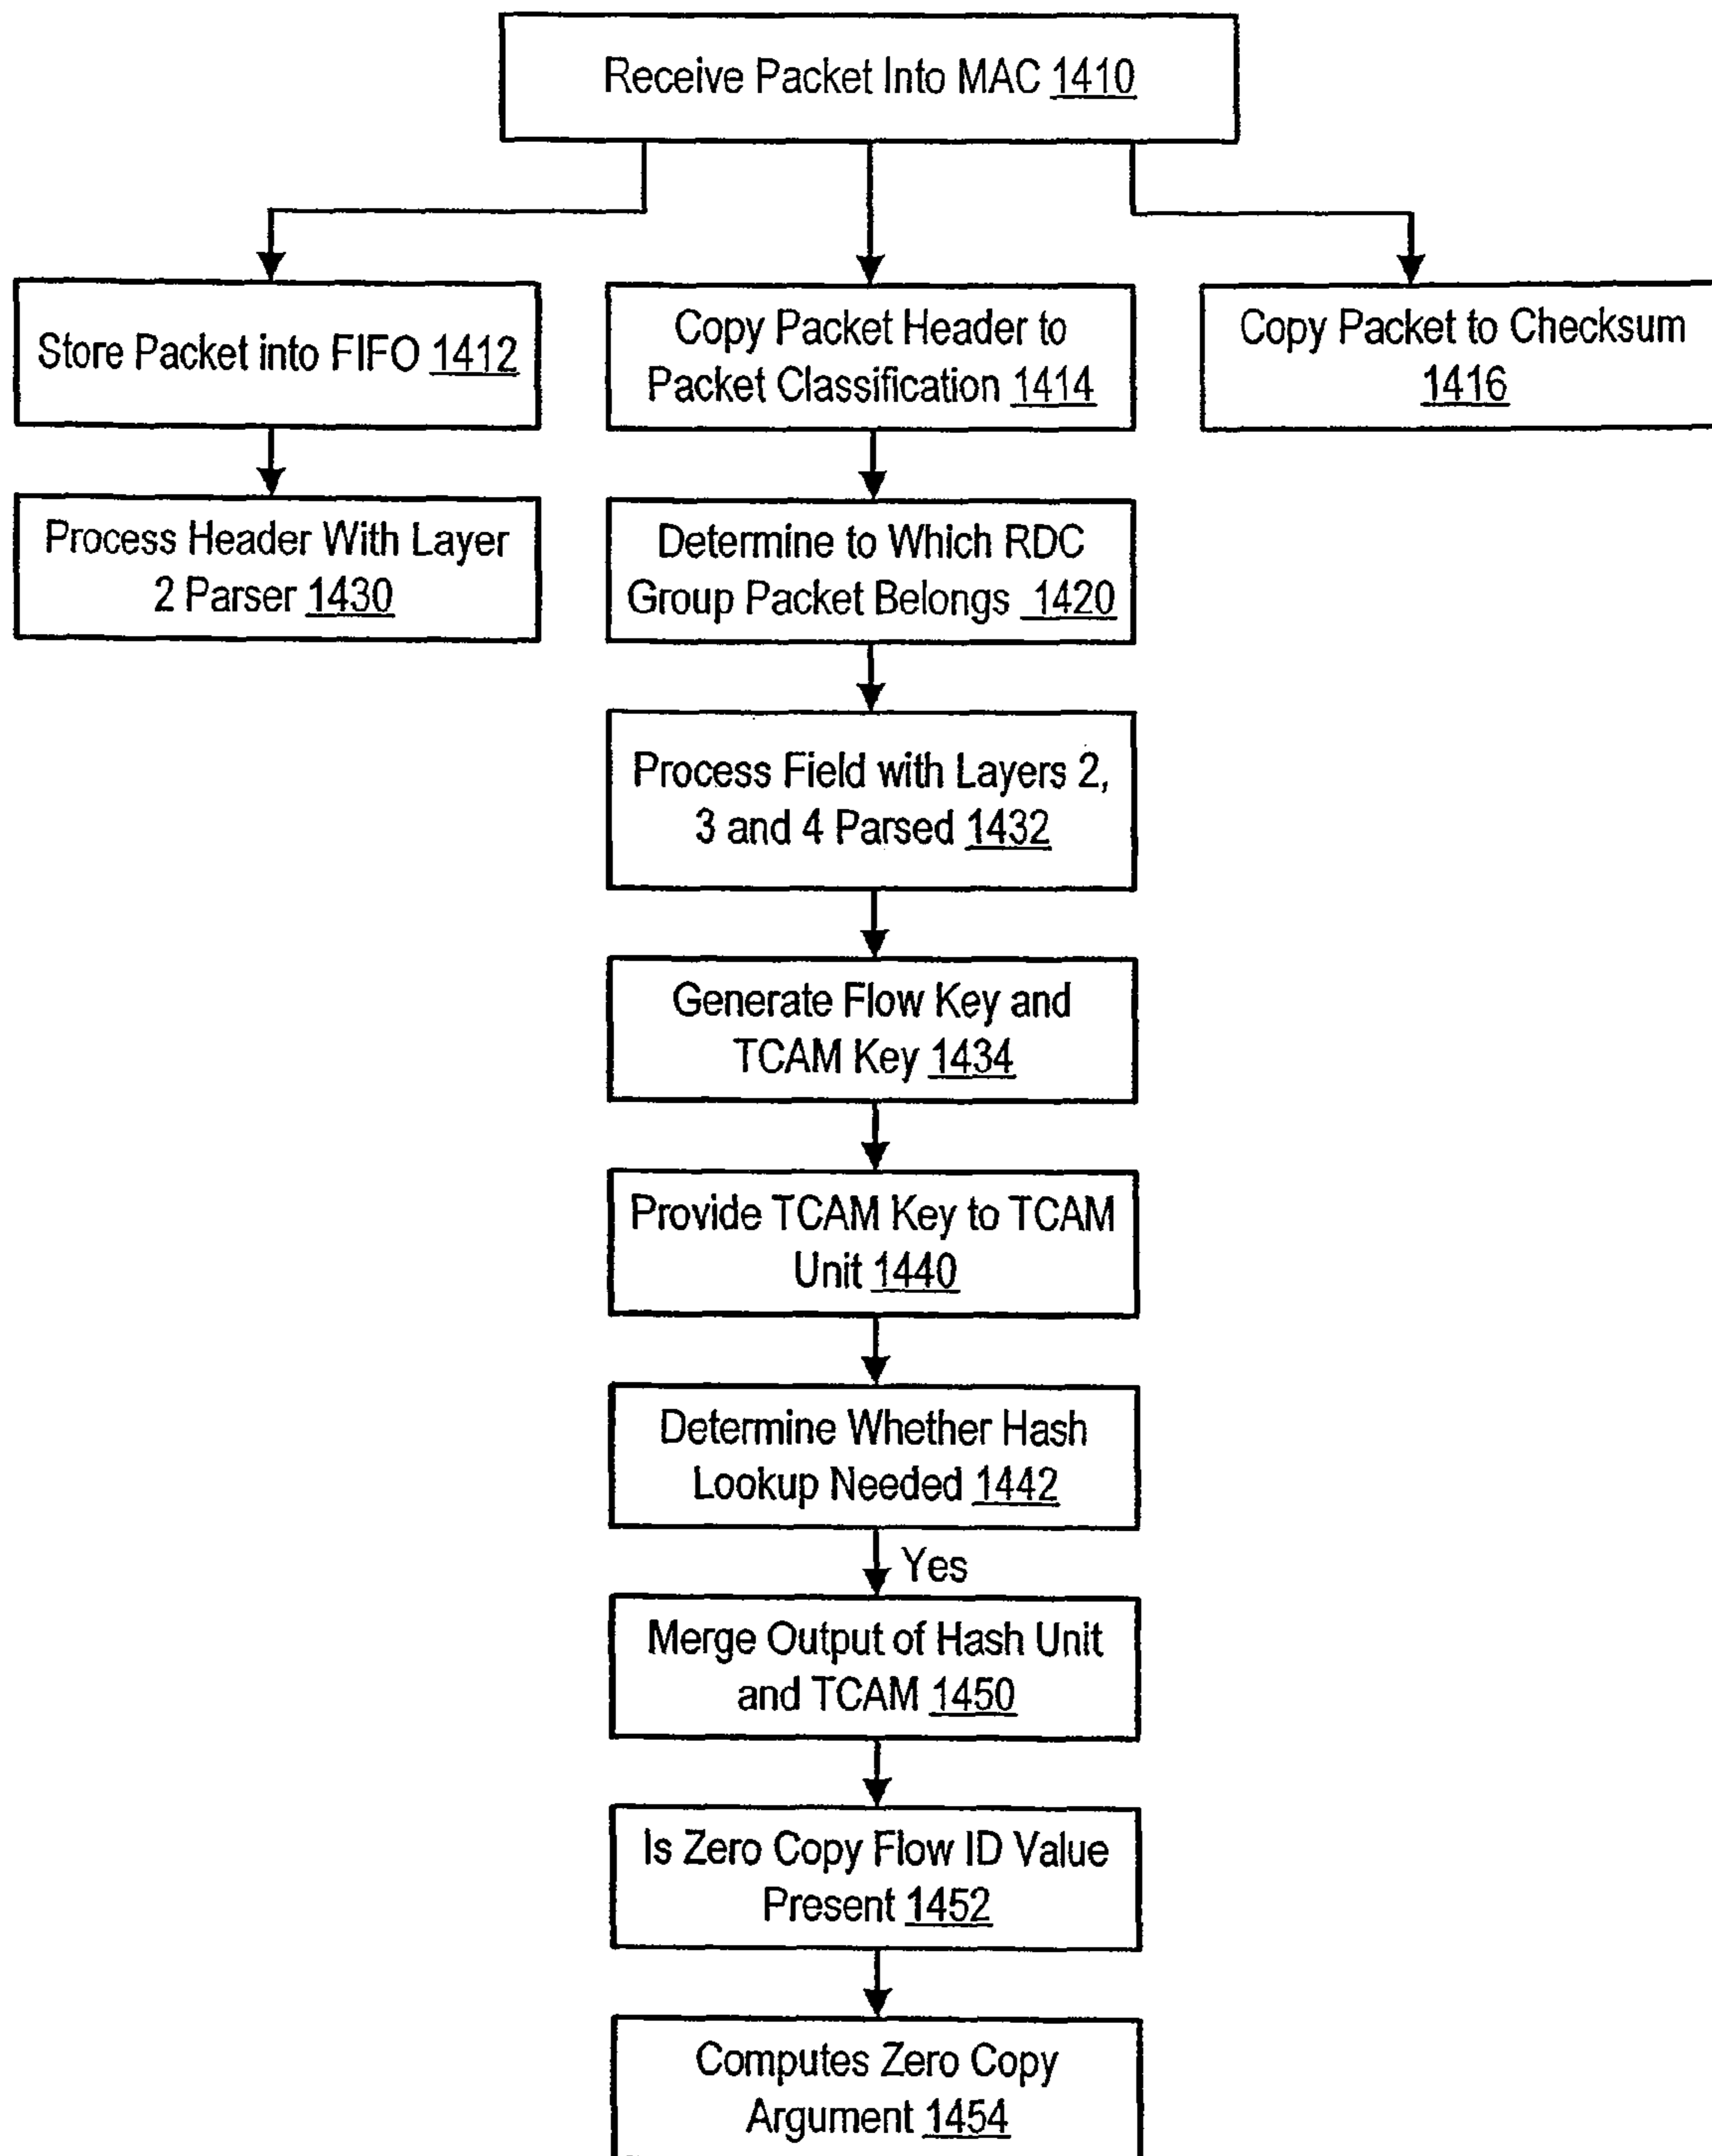 Receive Packet Into MAC 1410
Store Packet into FIFO 1412
Copy Packet Header to
Packet Classification 1414
Copy Packet to Checksum
1416
Process Header With Layer
2 Parser 1430
Determine to Which RDC
Group Packet Belongs 1420
Process Field with Layers 2,
3 and 4 Parsed 1432
Generate Flow Key and
TCAM Key 1434
Provide TCAM Key to TCAM
Unit 1440
Determine Whether Hash
Lookup Needed 1442
Yes
Merge Output of Hash Unit
and TCAM 1450
Is Zero Copy Flow ID Value
Present 1452
Computes Zero Copy
Argument 1454